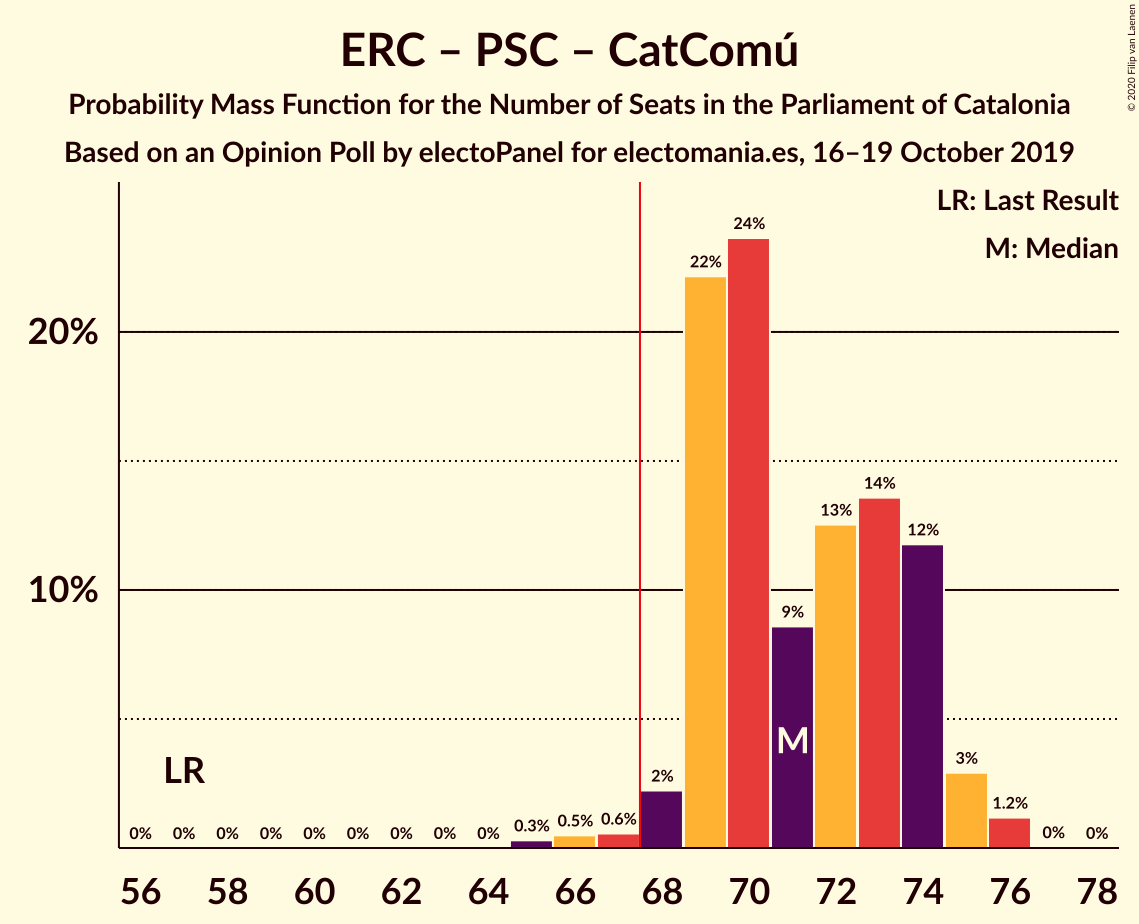 ERC – PSC – CatComú
Probability Mass Function for the Number of Seats in the Parliament of Catalonia
Based on an Opinion Poll by electoPanel for electomania.es, 16–19 October 2019
© 2020 Filip van Laenen
LR: Last Result
M: Median
24%
22%
20%
14%
13%
12%
10%
9%
M
LR
2%
3%
0% 0% 0% 0% 0% 0% 0% 0% 0% 0.3% 0.5% 0.6% 1.2% 0% 0%
56 58 60 62 64 66 68 70 72 74 76 78